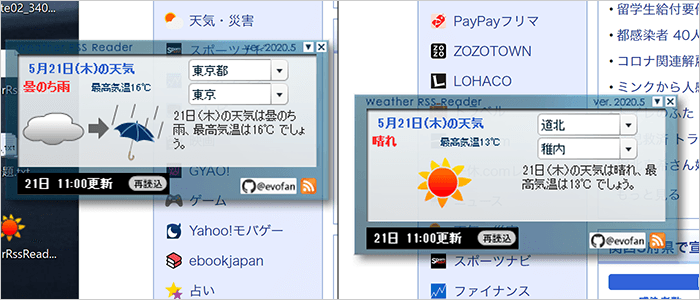 te02_340...
天気・災害
スポーツナビ
Weather RSS Reader
ver. 2020.5
5月21日(木)の天気
曇のち雨
最高気温16℃
東京都
東京
21日(木)の天気は曇のち
雨、最高気温は16℃ でしょ
う。
21日 11:00更新
再読込
@evofan
題.txt
rRssRead...
GYAO!
ゲーム
Yahoo!モバゲー
ebookjapan
占い
PayPayフリマ
ZOZO
ZOZOTOWN
LOHACO
Weather RSS Reader
ver. 2020.5
5月21日(木)の天気
晴れ
最高気温13℃
道北
稚内
21日(木)の天気は晴れ、最
高気温は13℃ でしょう。
21日 11:00更新
再読込
@evofan
スポーツナビ
ファイナンス
・留学生給付要件
・都感染者 40人
・コロナ関連解
・ミンクから人感